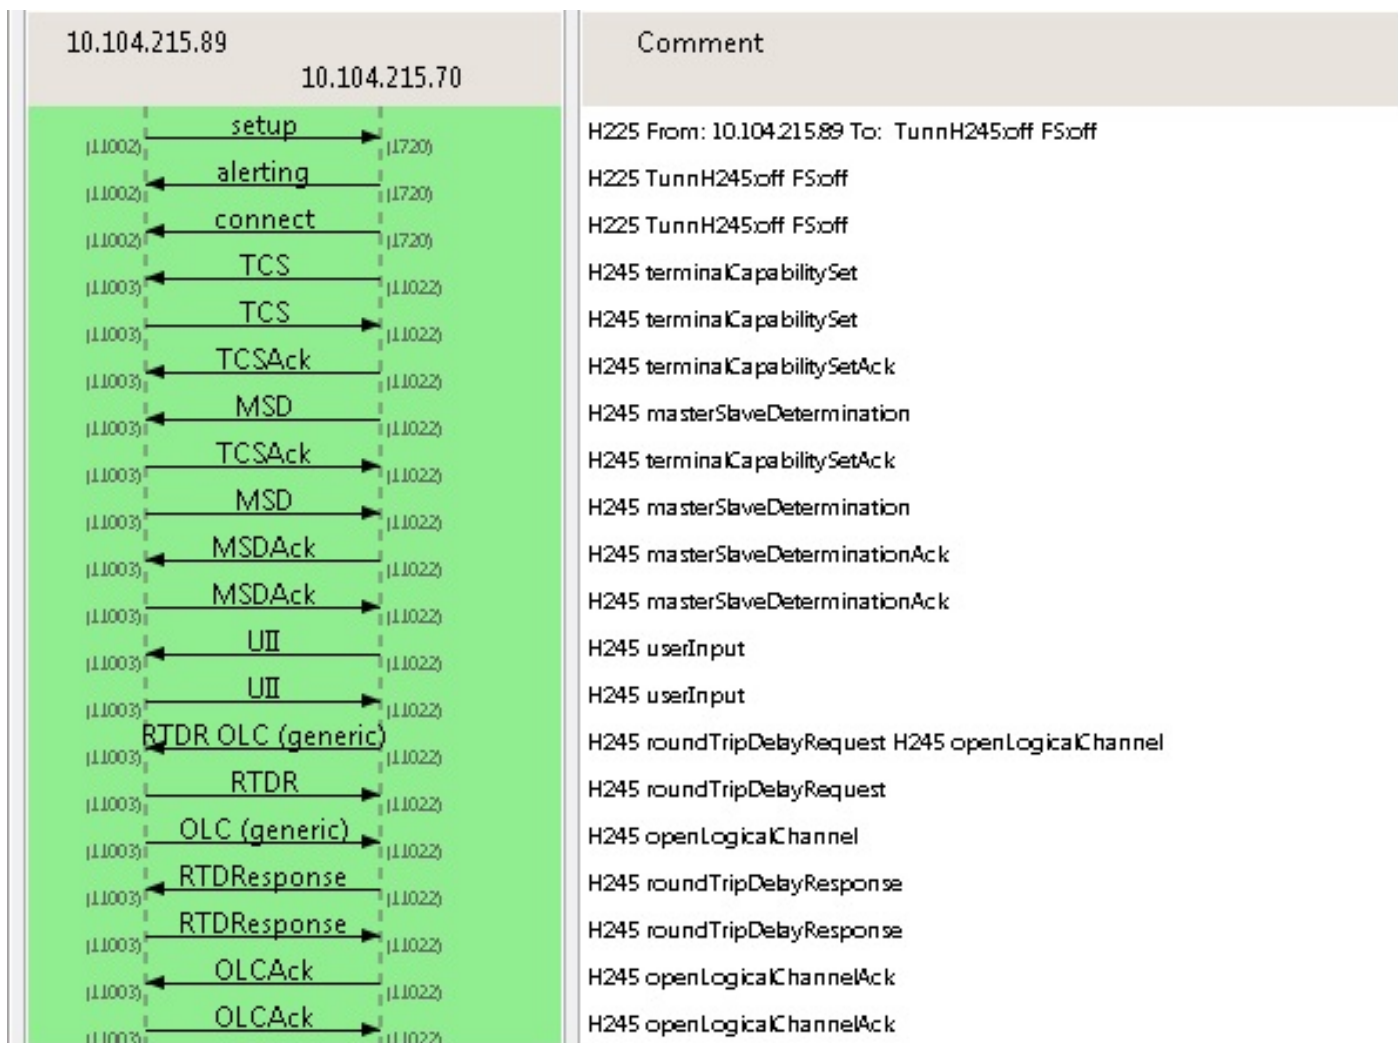 10.104.215.89
10.104.215.70
Comment
setup
(11002) (1720)
H225 From: 10.104.215.89 To: TunnH245:off FS:off
alerting
(11002) (1720)
H225 TunnH245:off FS:off
connect
(11002) (1720)
H225 TunnH245:off FS:off
TCS
(11003) (11022)
H245 terminalCapabilitySet
TCS
(11003) (11022)
H245 terminalCapabilitySet
TCSAck
(11003) (11022)
H245 terminalCapabilitySetAck
MSD
(11003) (11022)
H245 masterSlaveDetermination
TCSAck
(11003) (11022)
H245 terminalCapabilitySetAck
MSD
(11003) (11022)
H245 masterSlaveDetermination
MSDAck
(11003) (11022)
H245 masterSlaveDeterminationAck
MSDAck
(11003) (11022)
H245 masterSlaveDeterminationAck
UII
(11003) (11022)
H245 userInput
UII
(11003) (11022)
H245 userInput
RTDR OLC (generic)
(11003) (11022)
H245 roundTripDelayRequest H245 openLogicalChannel
RTDR
(11003) (11022)
H245 roundTripDelayRequest
OLC (generic)
(11003) (11022)
H245 openLogicalChannel
RTDResponse
(11003) (11022)
H245 roundTripDelayResponse
RTDResponse
(11003) (11022)
H245 roundTripDelayResponse
OLCAck
(11003) (11022)
H245 openLogicalChannelAck
OLCAck
(11003) (11022)
H245 openLogicalChannelAck